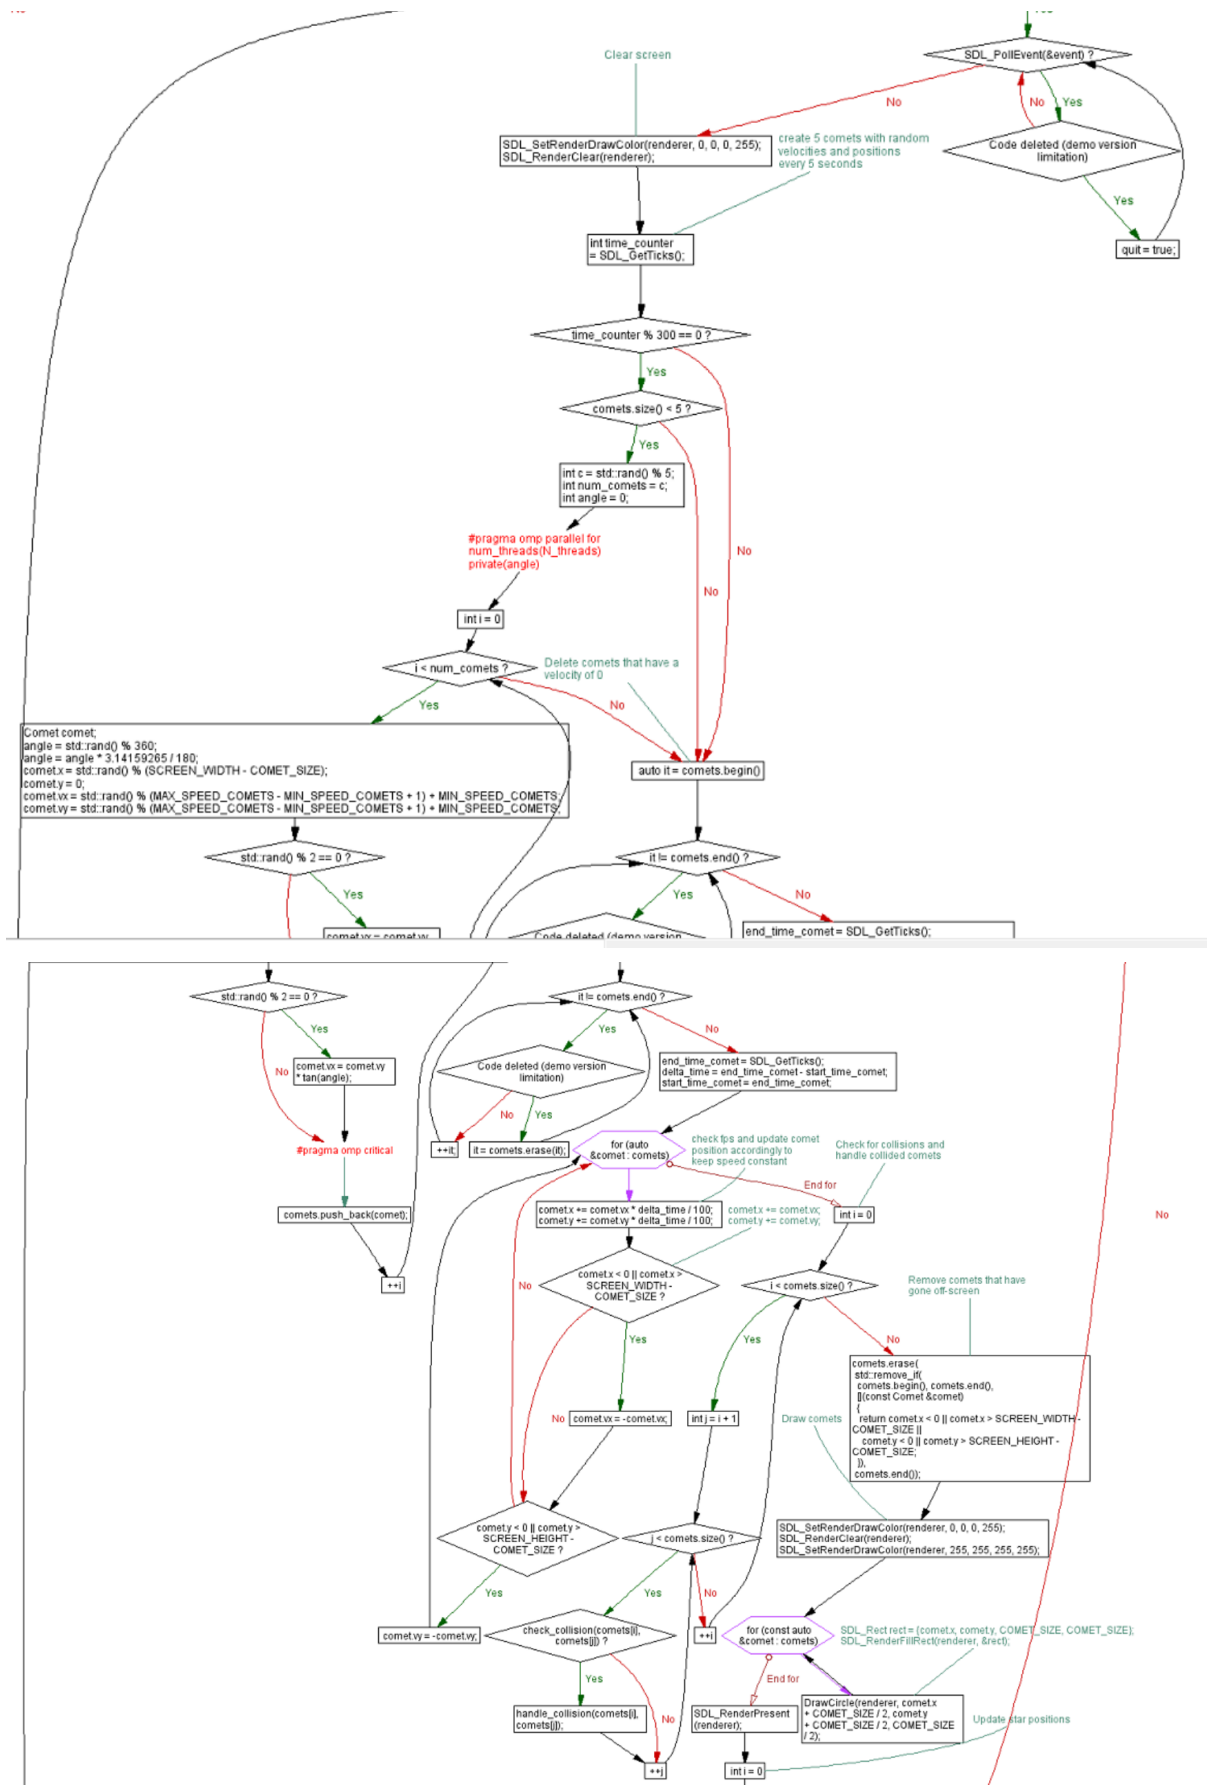 No
Yes
SDL_PollEvent(&event) ?
Clear screen
No
No
Yes
SDL_SetRenderDrawColor(renderer, 0, 0, 0, 255);
SDL_RenderClear(renderer);
create 5 comets with random
velocities and positions
every 5 seconds
Code deleted (demo version
limitation)
Yes
int time_counter
= SDL_GetTicks();
quit = true;
time_counter % 300 == 0 ?
Yes
comets.size() < 5 ?
Yes
int c = std::rand() % 5;
int num_comets = c;
int angle = 0;
#pragma omp parallel for
num_threads(N_threads)
private(angle)
No
No
int i = 0
i < num_comets ?
Delete comets that have a
velocity of 0
Yes
No
Comet comet;
angle = std::rand() % 360;
angle = angle * 3.14159265 / 180;
comet.x = std::rand() % (SCREEN_WIDTH - COMET_SIZE);
comet.y = 0;
comet.vx = std::rand() % (MAX_SPEED_COMETS - MIN_SPEED_COMETS + 1) + MIN_SPEED_COMETS;
comet.vy = std::rand() % (MAX_SPEED_COMETS - MIN_SPEED_COMETS + 1) + MIN_SPEED_COMETS;
auto it = comets.begin()
std::rand() % 2 == 0 ?
it != comets.end() ?
Yes
Yes
No
comet.vx = comet.vy
Code deleted (demo version
end_time_comet = SDL_GetTicks();
std::rand() % 2 == 0 ?
it != comets.end() ?
Yes
Yes
No
No
comet.vx = comet.vy
* tan(angle);
Code deleted (demo version
limitation)
end_time_comet = SDL_GetTicks();
delta_time = end_time_comet - start_time_comet;
start_time_comet = end_time_comet;
No
Yes
#pragma omp critical
++it;
it = comets.erase(it);
for (auto
&comet : comets)
check fps and update comet
position accordingly to
keep speed constant
Check for collisions and
handle collided comets
End for
comets.push_back(comet);
comet.x += comet.vx * delta_time / 100;
comet.y += comet.vy * delta_time / 100;
comet.x += comet.vx;
comet.y += comet.vy;
int i = 0
No
++i
No
comet.x < 0 || comet.x >
SCREEN_WIDTH -
COMET_SIZE ?
i < comets.size() ?
Remove comets that have
gone off-screen
Yes
Yes
No
comets.erase(
std::remove_if(
comets.begin(), comets.end(),
[](const Comet &comet)
{
return comet.x < 0 || comet.x > SCREEN_WIDTH -
COMET_SIZE ||
comet.y < 0 || comet.y > SCREEN_HEIGHT -
COMET_SIZE;
}),
comets.end());
No
comet.vx = -comet.vx;
int j = i + 1
Draw comets
comet.y < 0 || comet.y >
SCREEN_HEIGHT -
COMET_SIZE ?
j < comets.size() ?
SDL_SetRenderDrawColor(renderer, 0, 0, 0, 255);
SDL_RenderClear(renderer);
SDL_SetRenderDrawColor(renderer, 255, 255, 255, 255);
Yes
Yes
No
comet.vy = -comet.vy;
check_collision(comets[i],
comets[j]) ?
++i
for (const auto
&comet : comets)
SDL_Rect rect = {comet.x, comet.y, COMET_SIZE, COMET_SIZE};
SDL_RenderFillRect(renderer, &rect);
Yes
End for
handle_collision(comets[i],
comets[j]);
No
SDL_RenderPresent
(renderer);
DrawCircle(renderer, comet.x
+ COMET_SIZE / 2, comet.y
+ COMET_SIZE / 2, COMET_SIZE
/ 2);
Update star positions
++j
int i = 0